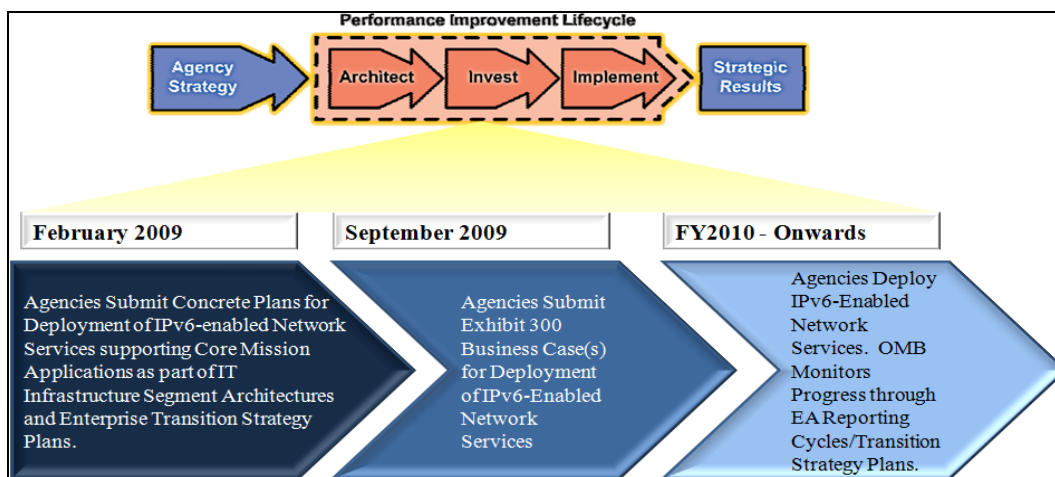 Performance Improvement Lifecycle
Agency
Strategy
Architect
Invest
Implement
Strategic
Results
February 2009
Agencies Submit Concrete Plans for
Deployment of IPv6-enabled Network
Services supporting Core Mission
Applications as part of IT
Infrastructure Segment Architectures
and Enterprise Transition Strategy
Plans.
September 2009
Agencies Submit
Exhibit 300
Business Case(s)
for Deployment
of IPv6-Enabled
Network
Services
FY2010 - Onwards
Agencies Deploy
IPv6-Enabled
Network
Services. OMB
Monitors
Progress through
EA Reporting
Cycles/Transition
Strategy Plans.